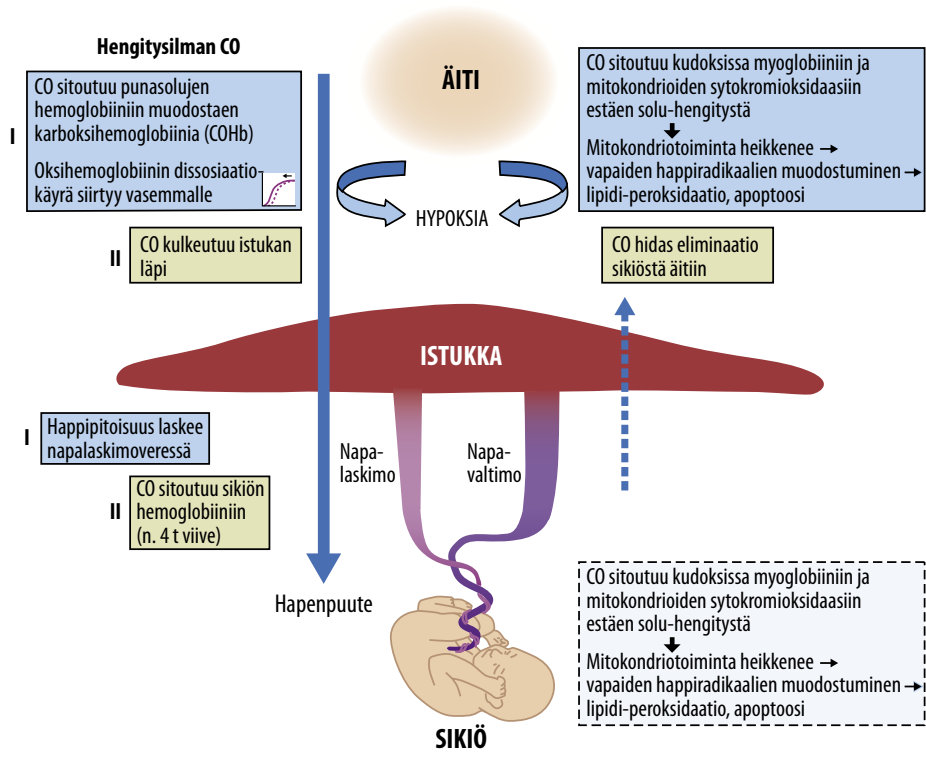 Hengitysilman CO
I
CO sitoutuu punasolujen
hemoglobiiniin muodostaen
karboksihemoglobiinia (COHb)
Oksihemoglobiinin dissosiaatio-
käyrä siirtyy vasemmalle
ÄITI
HYPOKSIA
CO sitoutuu kudoksissa myoglobiiniin ja
mitokondrioiden sytokromioksidaasiin
estäen solu-hengitystä
Mitokondriotoiminta heikkenee →
vapaiden happiradikaalien muodostuminen →
lipidi-peroksidaatio, apoptoosi
II
CO kulkeutuu istukan
läpi
CO hidas eliminaatio
sikiöstä äitiin
ISTUKKA
I
Happipitoisuus laskee
napalaskimoveressä
II
CO sitoutuu sikiön
hemoglobiiniin
(n. 4 t viive)
Napa-
laskimo
Napa-
valtimo
Hapenpuute
SIKIÖ
CO sitoutuu kudoksissa myoglobiiniin ja
mitokondrioiden sytokromioksidaasiin
estäen solu-hengitystä
Mitokondriotoiminta heikkenee →
vapaiden happiradikaalien muodostuminen →
lipidi-peroksidaatio, apoptoosi